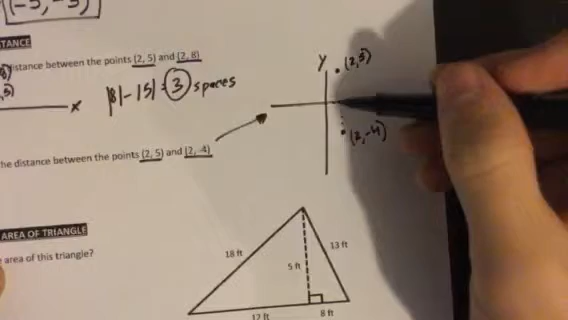 (-5,-5)
STANCE
distance between the points (2, 5) and (2, 8)
|8|-|5|=3 spaces
x
y
(2,5)
(2,-4)
the distance between the points (2, 5) and (2, -4)
AREA OF TRIANGLE
area of this triangle?
18 ft
13 ft
5 ft
12 ft
8 ft